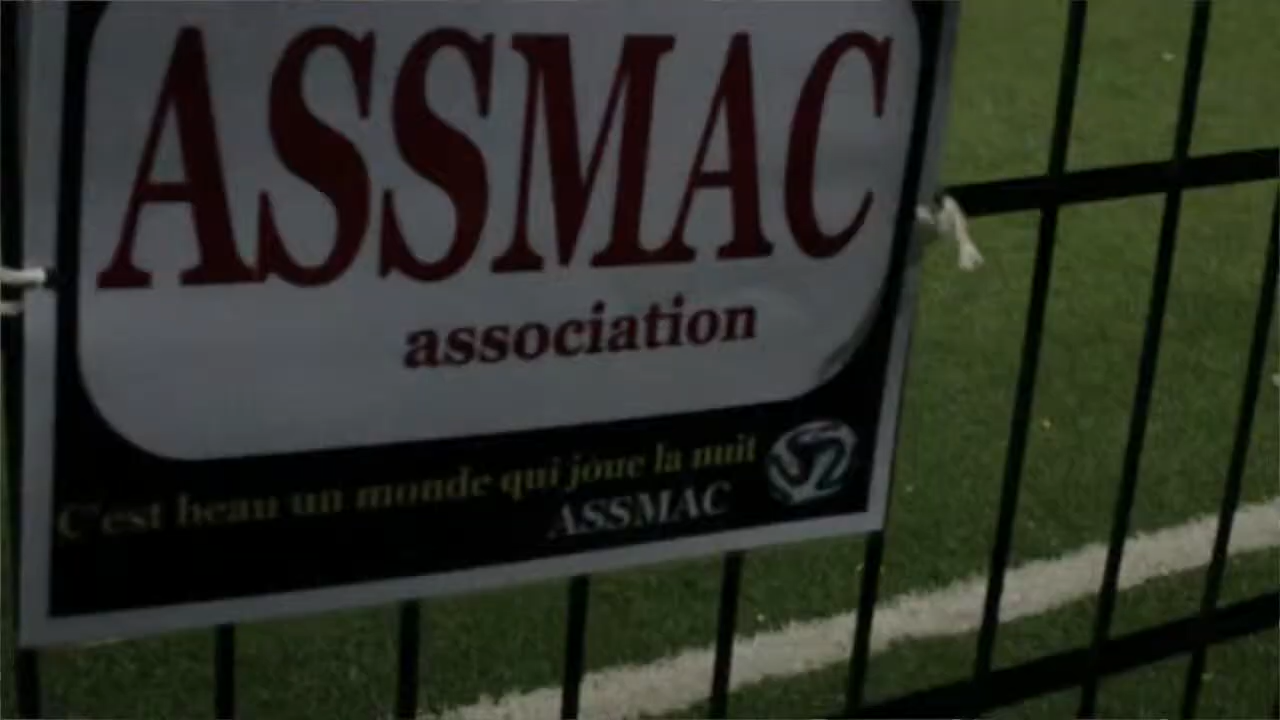 ASSMAC
association
C'est beau un monde qui joue la nuit
ASSMAC